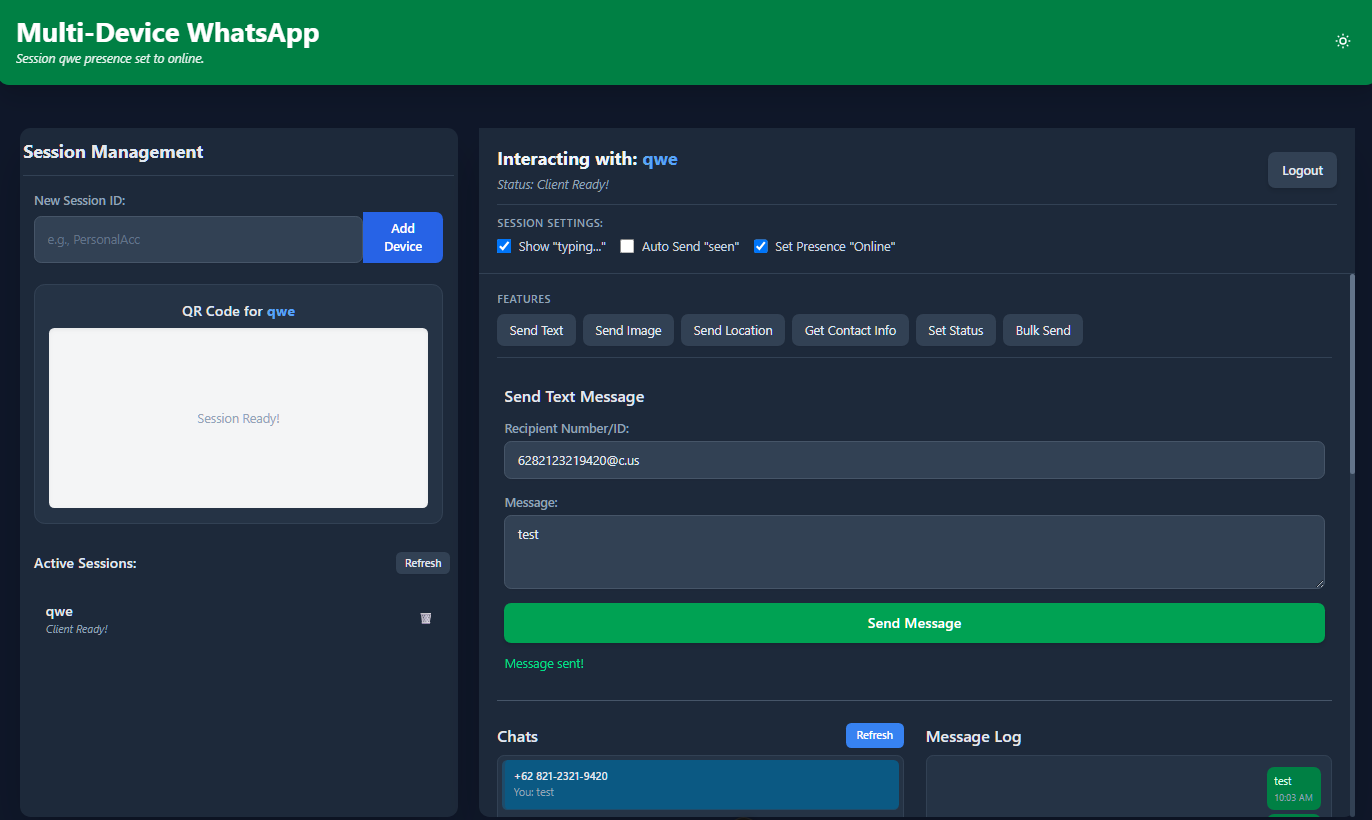 Multi-Device WhatsApp
Session qwe presence set to online.
Session Management
New Session ID:
e.g., PersonalAcc
Add
Device
QR Code for qwe
Session Ready!
Active Sessions:
Refresh
qwe
Client Ready!
Interacting with: qwe
Status: Client Ready!
Logout
SESSION SETTINGS:
Show "typing..."
Auto Send "seen"
Set Presence "Online"
FEATURES
Send Text
Send Image
Send Location
Get Contact Info
Set Status
Bulk Send
Send Text Message
Recipient Number/ID:
6282123219420@c.us
Message:
test
Send Message
Message sent!
Chats
Refresh
+62 821-2321-9420
You: test
Message Log
test
10:03 AM